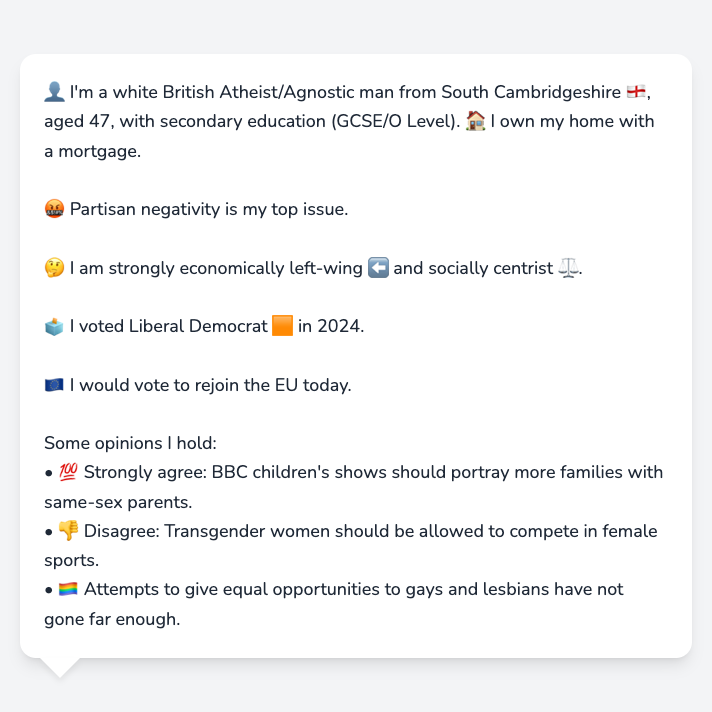 👤 I'm a white British Atheist/Agnostic man from South Cambridgeshire 🏴󠁧󠁢󠁥󠁮󠁧󠁿,
aged 47, with secondary education (GCSE/O Level). 🏠 I own my home with
a mortgage.
🤬 Partisan negativity is my top issue.
🤔 I am strongly economically left-wing ⬅️ and socially centrist ⚖️.
🗳️ I voted Liberal Democrat 🟧 in 2024.
🇪🇺 I would vote to rejoin the EU today.
Some opinions I hold:
• 💯 Strongly agree: BBC children's shows should portray more families with
same-sex parents.
• 👎 Disagree: Transgender women should be allowed to compete in female
sports.
• 🏳️‍🌈 Attempts to give equal opportunities to gays and lesbians have not
gone far enough.